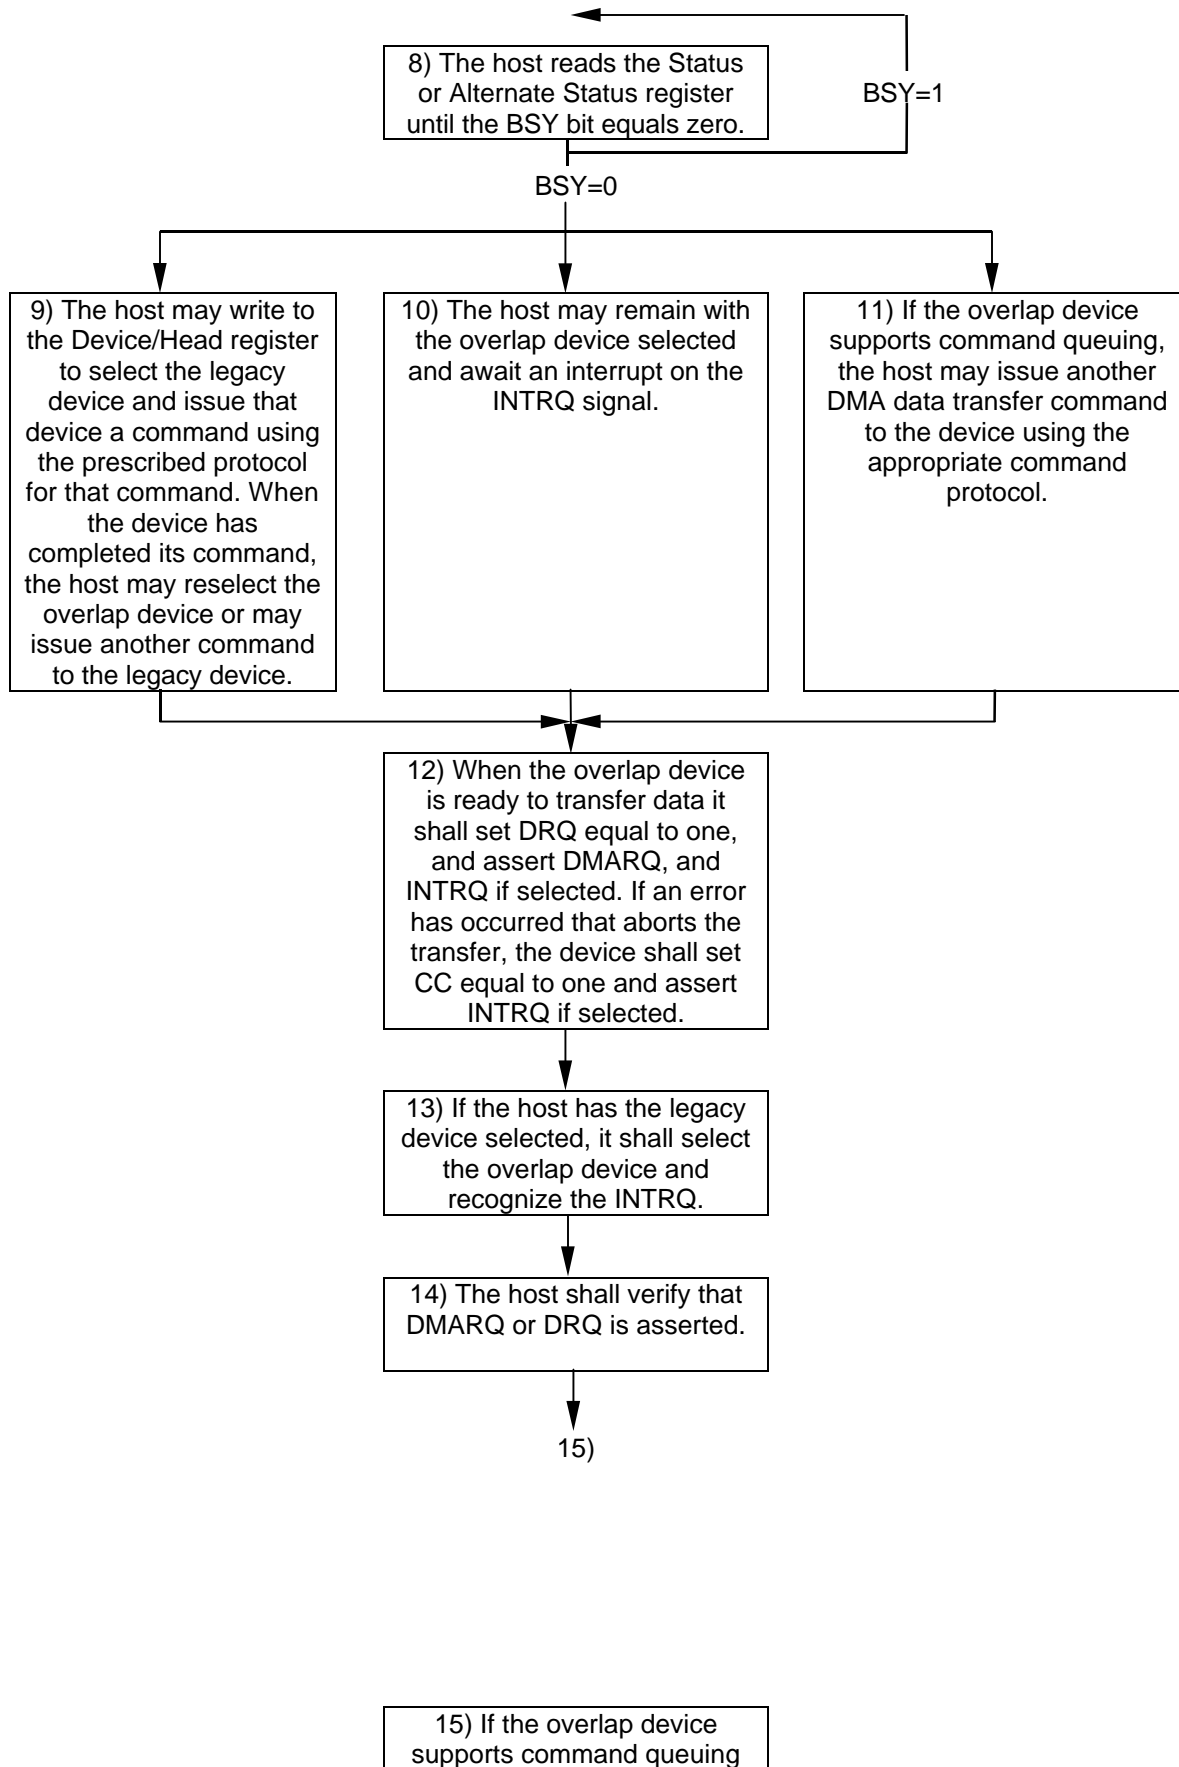 8) The host reads the Status
or Alternate Status register
until the BSY bit equals zero.
BSY=1
BSY=0
9) The host may write to
the Device/Head register
to select the legacy
device and issue that
device a command using
the prescribed protocol
for that command. When
the device has
completed its command,
the host may reselect the
overlap device or may
issue another command
to the legacy device.
10) The host may remain with
the overlap device selected
and await an interrupt on the
INTRQ signal.
11) If the overlap device
supports command queuing,
the host may issue another
DMA data transfer command
to the device using the
appropriate command
protocol.
12) When the overlap device
is ready to transfer data it
shall set DRQ equal to one,
and assert DMARQ, and
INTRQ if selected. If an error
has occurred that aborts the
transfer, the device shall set
CC equal to one and assert
INTRQ if selected.
13) If the host has the legacy
device selected, it shall select
the overlap device and
recognize the INTRQ.
14) The host shall verify that
DMARQ or DRQ is asserted.
15)
15) If the overlap device
supports command queuing